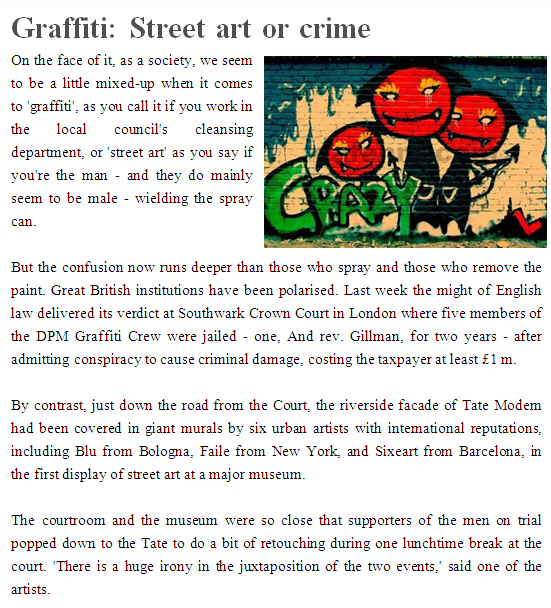 Graffiti: Street art or crime
On the face of it, as a society, we seem
to be a little mixed-up when it comes
to 'graffiti', as you call it if you work in
the local council's cleansing
department, or 'street art' as you say if
you're the man - and they do mainly
seem to be male - wielding the spray
can.
CRAZY
But the confusion now runs deeper than those who spray and those who remove the
paint. Great British institutions have been polarised. Last week the might of English
law delivered its verdict at Southwark Crown Court in London where five members of
the DPM Graffiti Crew were jailed - one, And rev. Gillman, for two years - after
admitting conspiracy to cause criminal damage, costing the taxpayer at least £1 m.
By contrast, just down the road from the Court, the riverside facade of Tate Modem
had been covered in giant murals by six urban artists with international reputations,
including Blu from Bologna, Faile from New York, and Sixeart from Barcelona, in
the first display of street art at a major museum.
The courtroom and the museum were so close that supporters of the men on trial
popped down to the Tate to do a bit of retouching during one lunchtime break at the
court. 'There is a huge irony in the juxtaposition of the two events,' said one of the
artists.